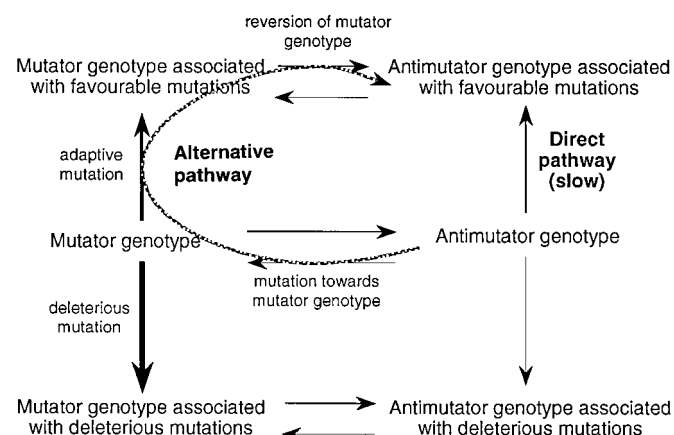 reversion of mutator
genotype
Mutator genotype associated
with favourable mutations
Antimutator genotype associated
with favourable mutations
adaptive
mutation
Alternative
pathway
Direct
pathway
(slow)
Mutator genotype
Antimutator genotype
mutation towards
mutator genotype
deleterious
mutation
Mutator genotype associated
with deleterious mutations
Antimutator genotype associated
with deleterious mutations